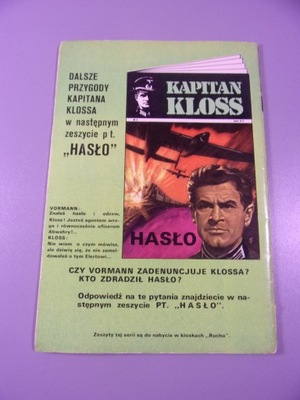 DALSZE
PRZYGODY
KAPITANA
KLOSSA
w następnym
zeszycie pt.
„HASŁO”
KAPITAN
KLOSS
HASŁO
VORMANN:
Znałeś hasło i odzew,
Kloss! Jesteś agentem wro-
ga i równocześnie oficerem
Abwehry!...
KLOSS:
Nie wiem o czym mówisz,
ale dziwię się, że nie zamel-
dowałeś o tym Elertowi...
CZY VORMANN ZADENUNCJUJE KLOSSA?
KTO ZDRADZIŁ HASŁO?
Odpowiedź na te pytania znajdziecie w na-
stępnym zeszycie PT. „HASŁO”.
Zeszyty tej serii są do nabycia w kioskach „Ruchu”.